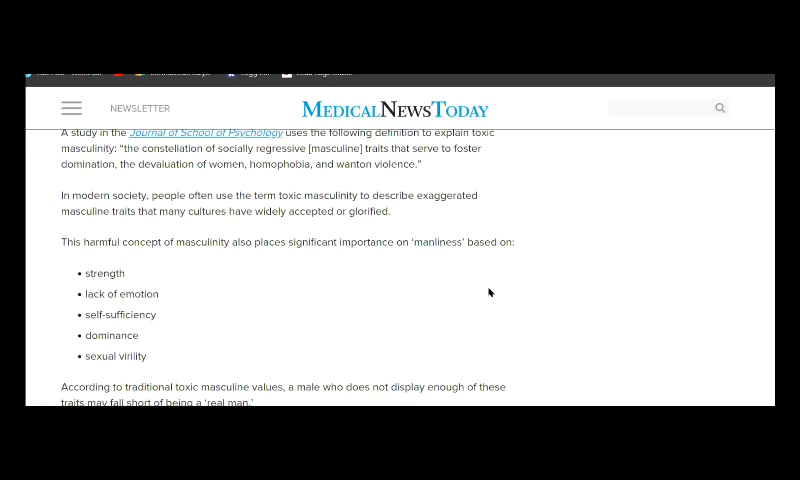 NEWSLETTER
MEDICALNEWSTODAY
A study in the Journal of School of Psychology uses the following definition to explain toxic
masculinity: “the constellation of socially regressive [masculine] traits that serve to foster
domination, the devaluation of women, homophobia, and wanton violence.”
In modern society, people often use the term toxic masculinity to describe exaggerated
masculine traits that many cultures have widely accepted or glorified.
This harmful concept of masculinity also places significant importance on ‘manliness’ based on:
• strength
• lack of emotion
• self-sufficiency
• dominance
• sexual virility
According to traditional toxic masculine values, a male who does not display enough of these
traits may fall short of being a ‘real man.’